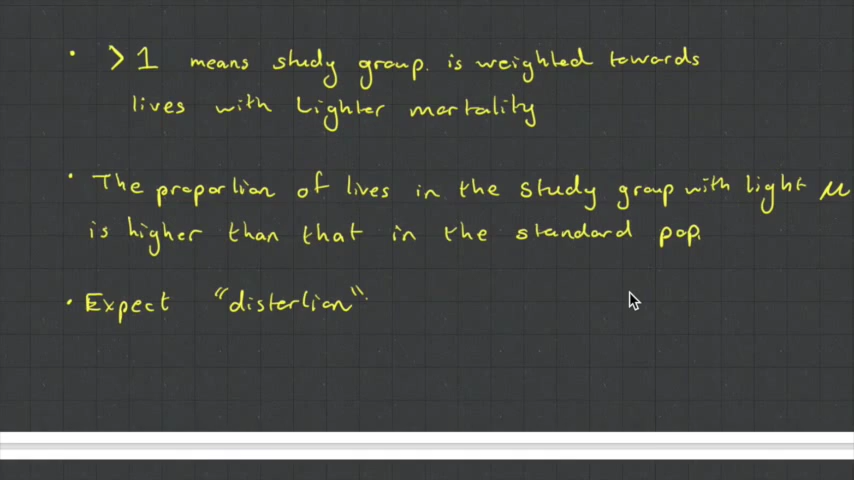 • > 1 means study group. is weighted towards
lives with Lighter mortality
• The proportion of lives in the study group with light μ
is higher than that in the standard pop.
• Expect "distortion"